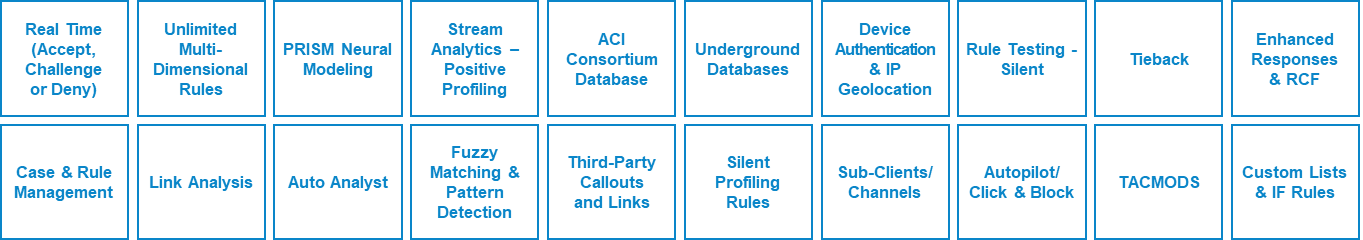 Real Time
(Accept,
Challenge
or Deny)
Unlimited
Multi-
Dimensional
Rules
PRISM Neural
Modeling
Stream
Analytics –
Positive
Profiling
ACI
Consortium
Database
Underground
Databases
Device
Authentication
& IP
Geolocation
Rule Testing -
Silent
Tieback
Enhanced
Responses
& RCF
Case & Rule
Management
Link Analysis
Auto Analyst
Fuzzy
Matching &
Pattern
Detection
Third-Party
Callouts
and Links
Silent
Profiling
Rules
Sub-Clients/
Channels
Autopilot/
Click & Block
TACMODS
Custom Lists
& IF Rules